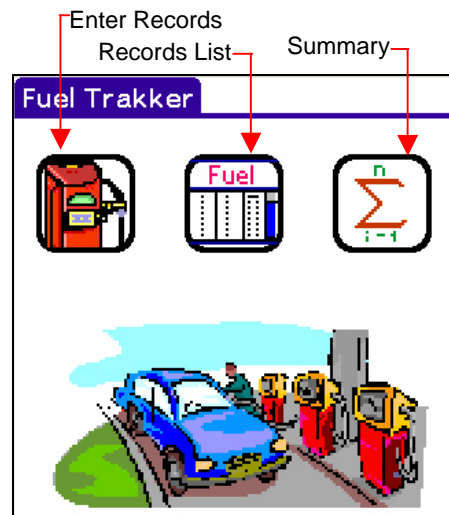 Enter Records
Records List
Summary
Fuel Trakker
Fuel
n
Σ
i-1